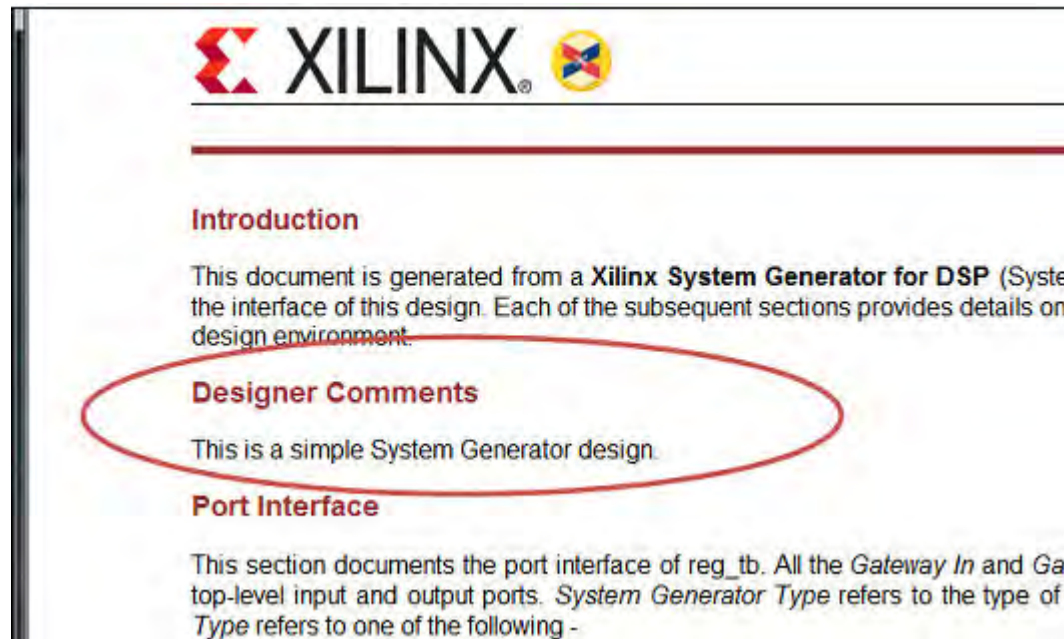 XILINX®
Introduction
This document is generated from a Xilinx System Generator for DSP (Syste
the interface of this design. Each of the subsequent sections provides details on
design environment.
Designer Comments
This is a simple System Generator design.
Port Interface
This section documents the port interface of reg_tb. All the Gateway In and Ga
top-level input and output ports. System Generator Type refers to the type of
Type refers to one of the following -